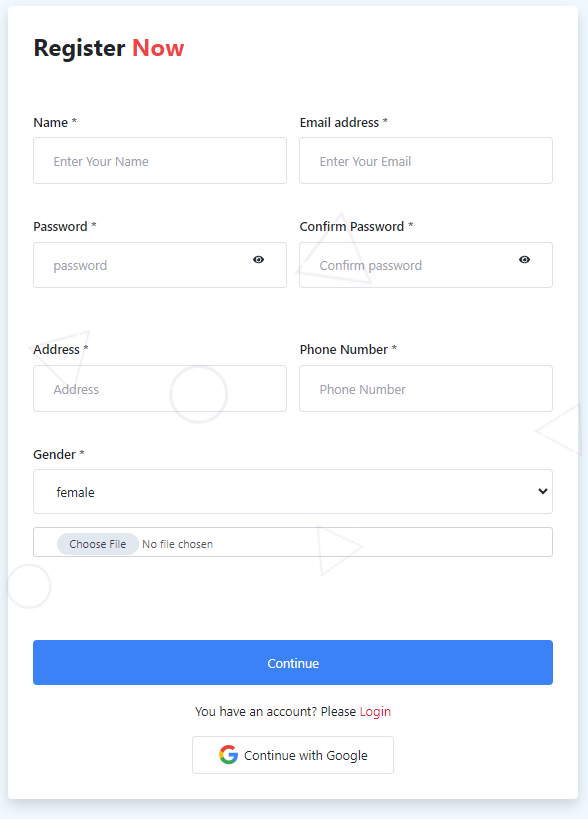 Register Now
Name * Email address *
Enter Your Name Enter Your Email
Password * Confirm Password *
password Confirm password
Address * Phone Number *
Address Phone Number
Gender *
female
Choose File No file chosen
Continue
You have an account? Please Login
Continue with Google